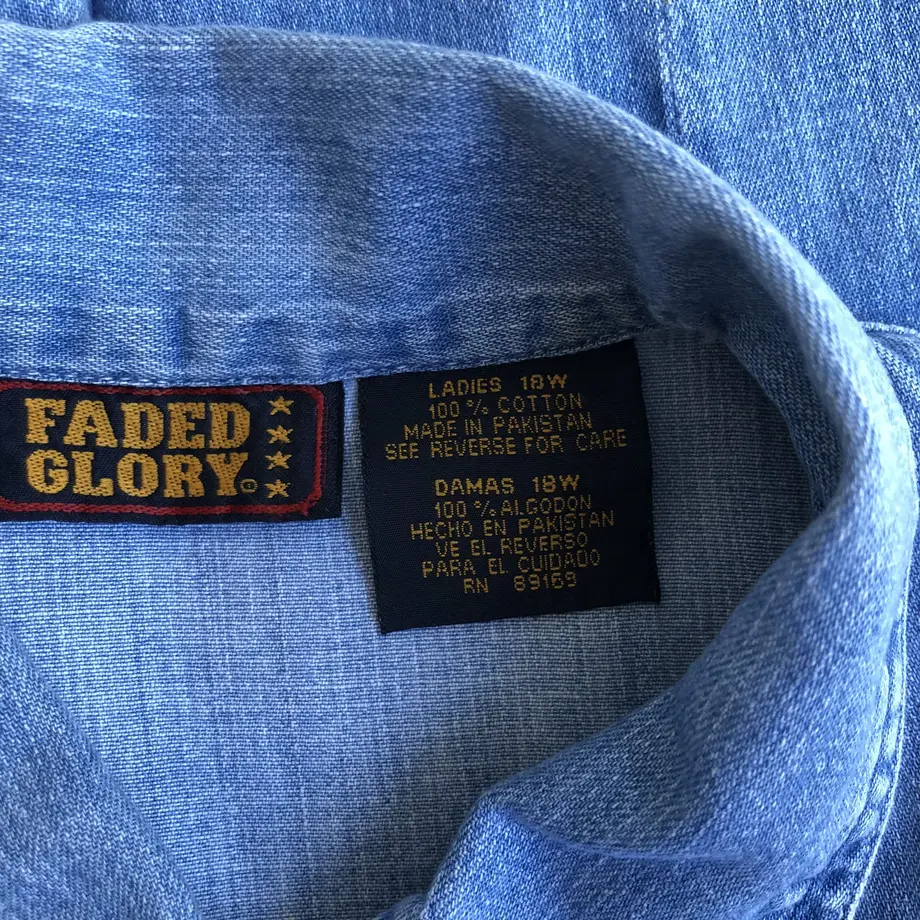 FADED
GLORY®
LADIES 18W
100% COTTON
MADE IN PAKISTAN
SEE REVERSE FOR CARE
DAMAS 18W
100% ALGODON
HECHO EN PAKISTAN
VE EL REVERSO
PARA EL CUIDADO
RN 89169